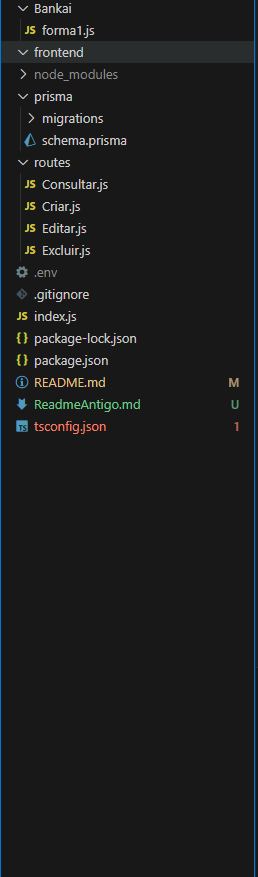 Bankai
JS forma1.js
frontend
node_modules
prisma
migrations
schema.prisma
routes
JS Consultar.js
JS Criar.js
JS Editar.js
JS Excluir.js
.env
.gitignore
JS index.js
{} package-lock.json
{} package.json
README.md M
ReadmeAntigo.md U
TS tsconfig.json 1